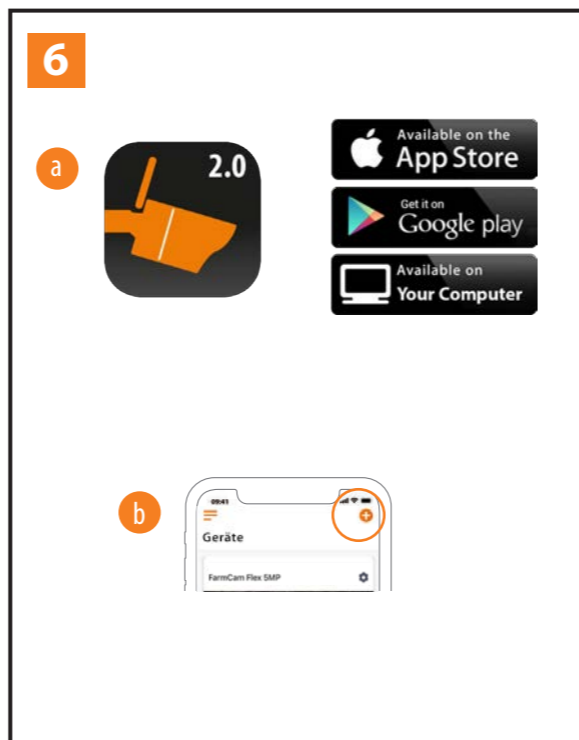 6
a
2.0
Available on the
App Store
Get it on
Google play
Available on
Your Computer
b
09:41
Geräte
FarmCam Flex 5MP